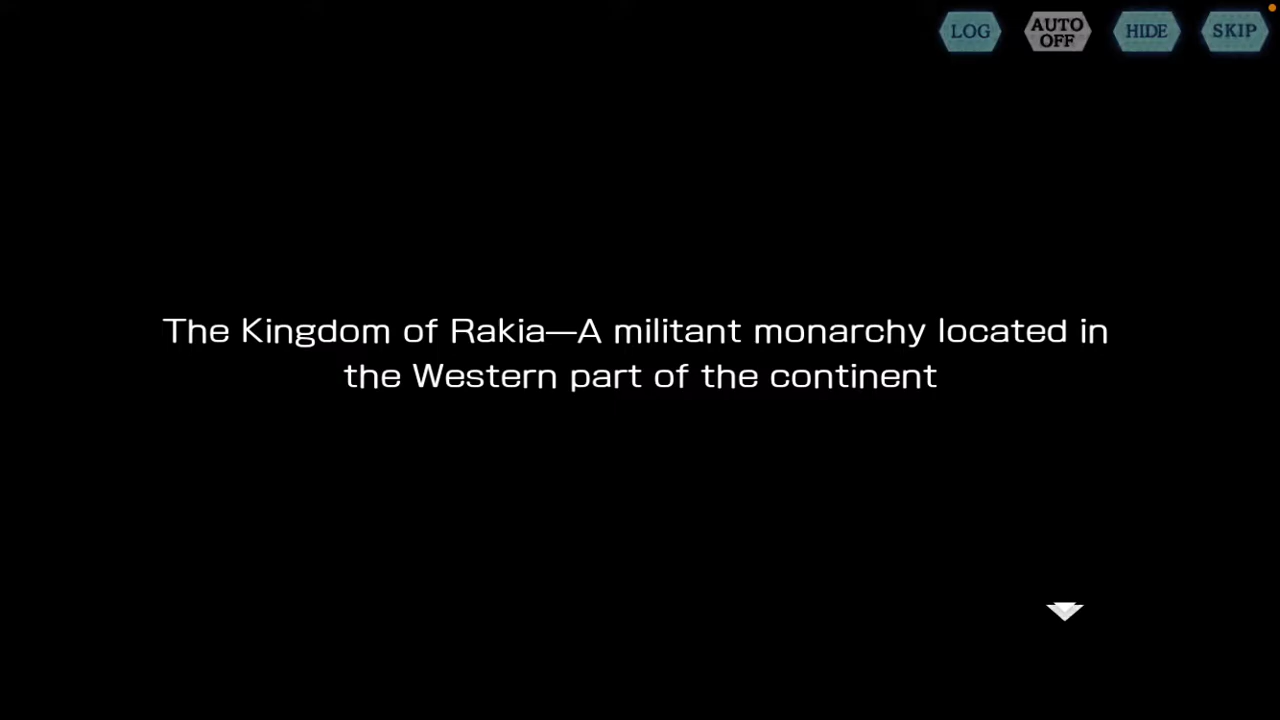 LOG
AUTO
OFF
HIDE
SKIP
The Kingdom of Rakia—A militant monarchy located in
the Western part of the continent